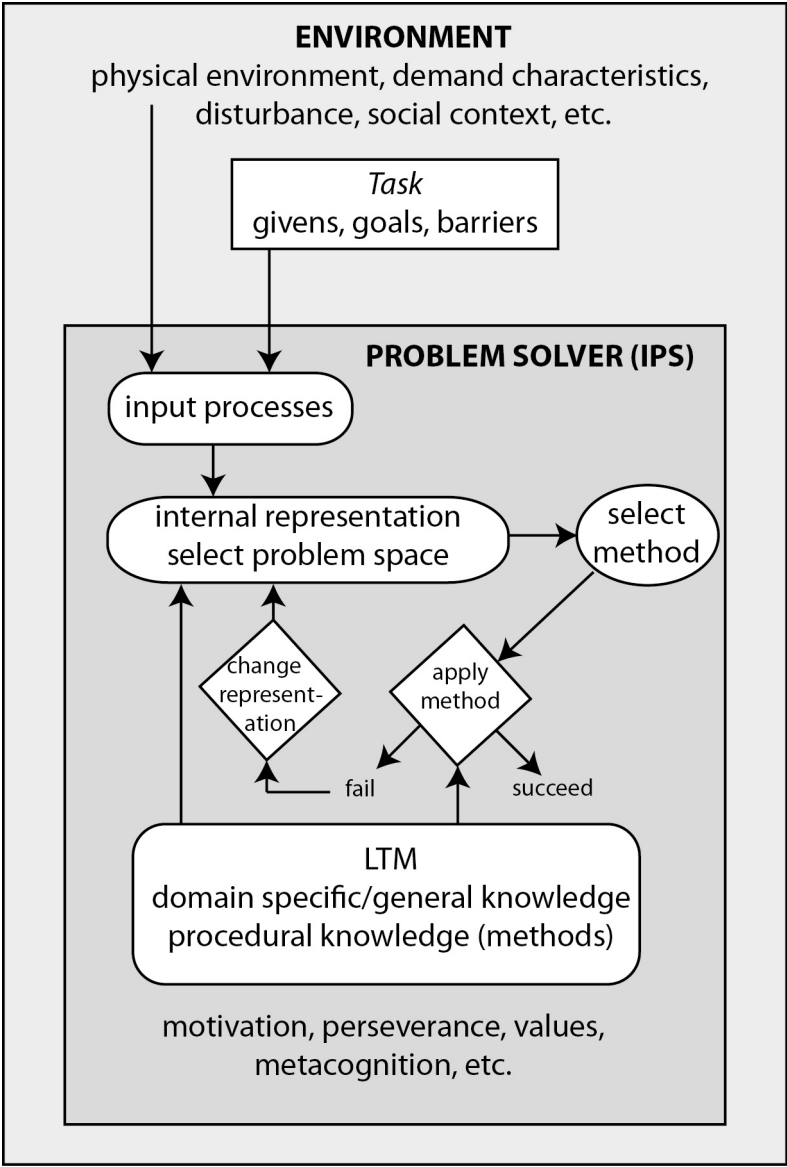 ENVIRONMENT
physical environment, demand characteristics,
disturbance, social context, etc.
Task
givens, goals, barriers
PROBLEM SOLVER (IPS)
input processes
internal representation
select problem space
select
method
change
represent-
ation
apply
method
fail
succeed
LTM
domain specific/general knowledge
procedural knowledge (methods)
motivation, perseverance, values,
metacognition, etc.